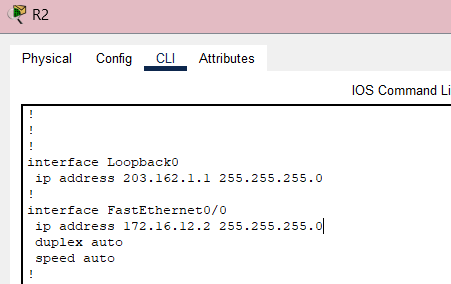 R2
Physical Config CLI Attributes
IOS Command Li
!
!
!
interface Loopback0
ip address 203.162.1.1 255.255.255.0
!
interface FastEthernet0/0
ip address 172.16.12.2 255.255.255.0
duplex auto
speed auto
!